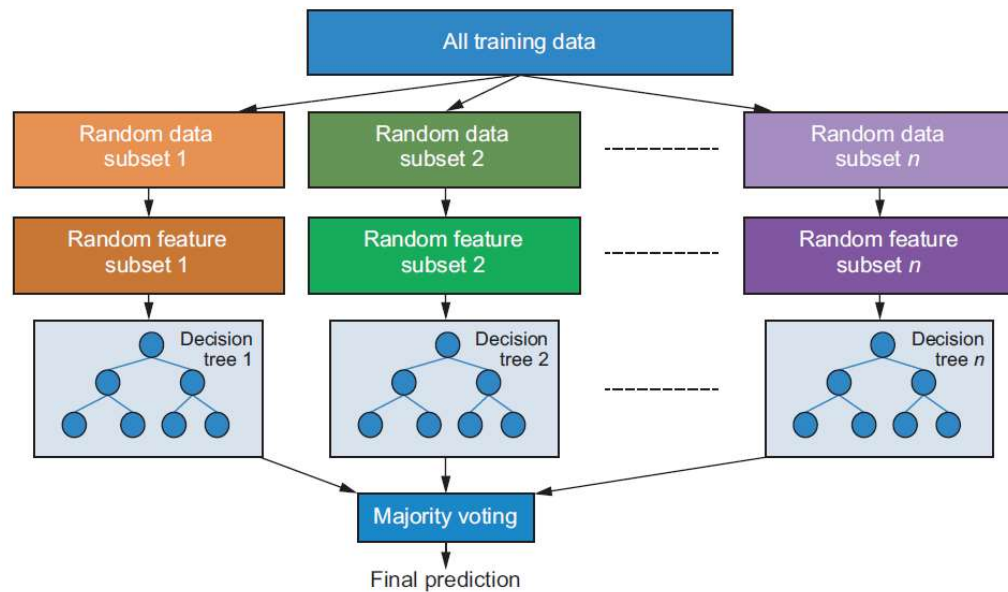 All training data
Random data
subset 1
Random data
subset 2
Random data
subset n
Random feature
subset 1
Random feature
subset 2
Random feature
subset n
Decision
tree 1
Decision
tree 2
Decision
tree n
Majority voting
Final prediction